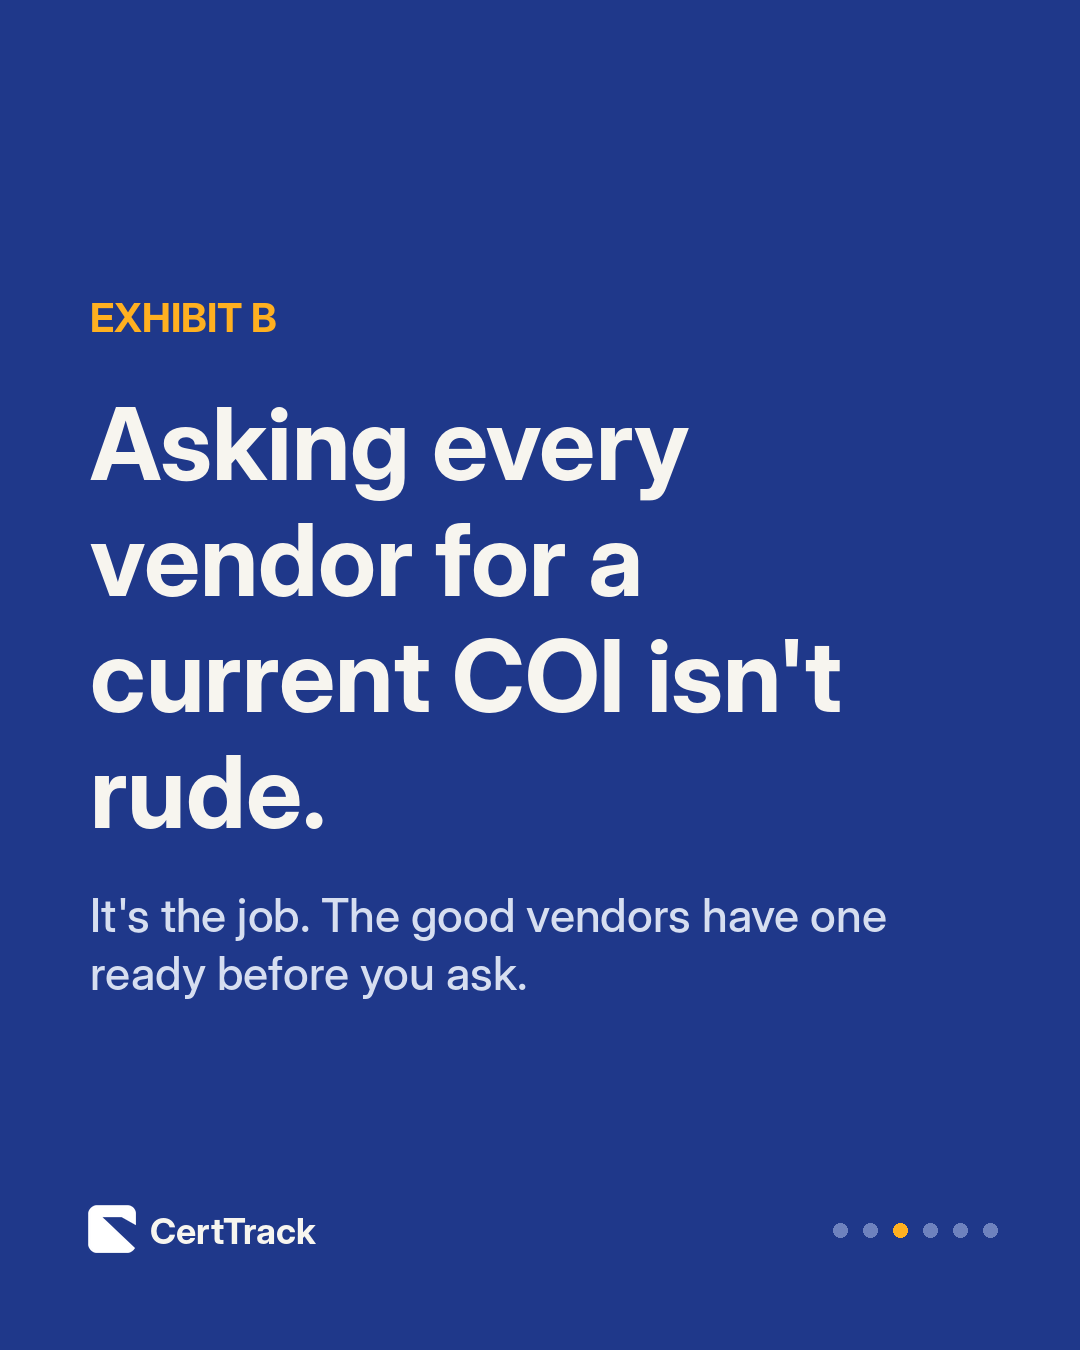 EXHIBIT B
Asking every
vendor for a
current COI isn't
rude.
It's the job. The good vendors have one
ready before you ask.
CertTrack